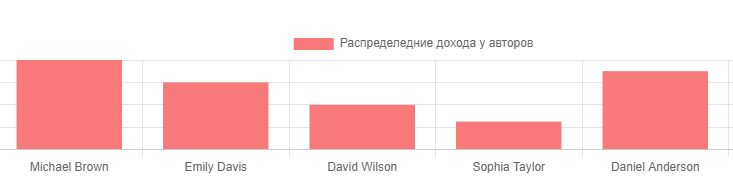 Распределедние дохода у авторов
Michael Brown Emily Davis David Wilson Sophia Taylor Daniel Anderson